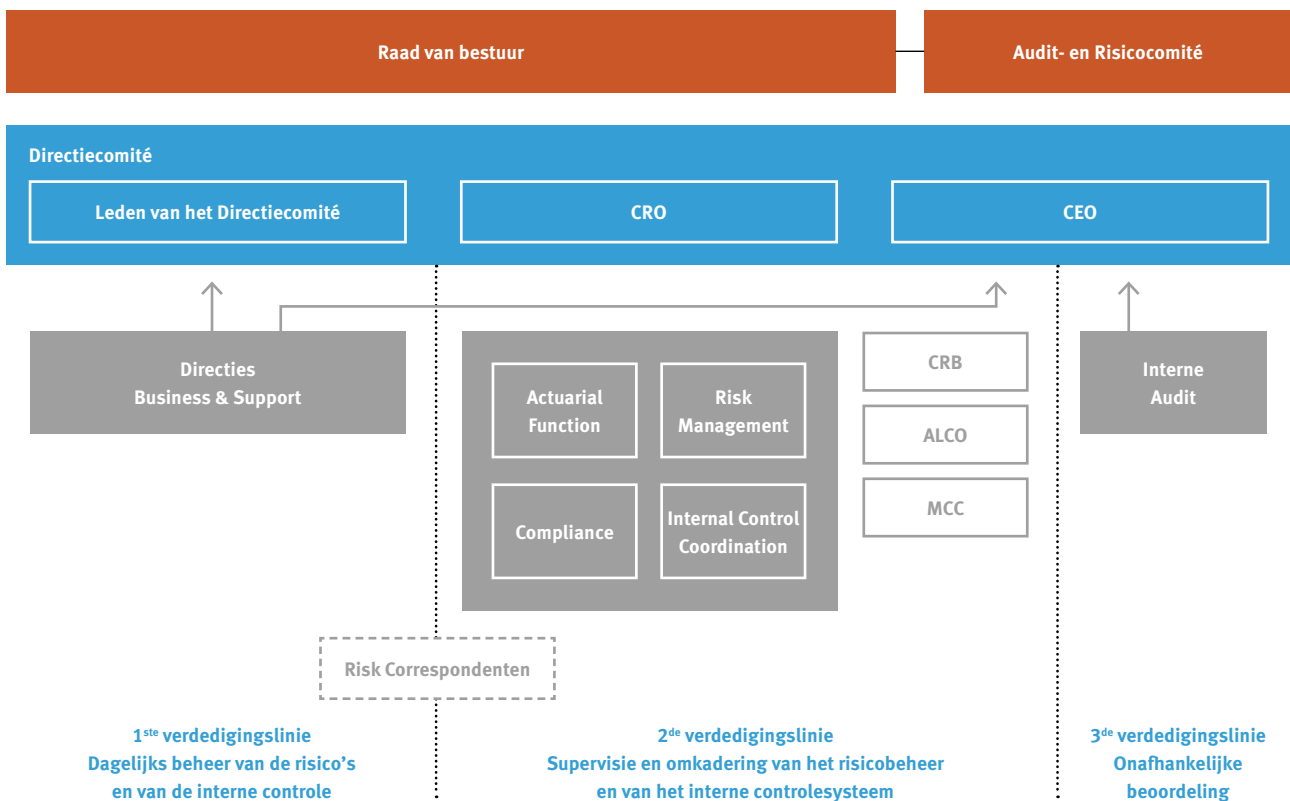 Raad van bestuur
Audit- en Risicocomité
Directiecomité
Leden van het Directiecomité
CRO
CEO
Directies
Business & Support
Actuarial
Function
Risk
Management
Compliance
Internal Control
Coordination
CRB
ALCO
MCC
Interne
Audit
Risk Correspondenten
1ste verdedigingslinie
Dagelijks beheer van de risico’s
en van de interne controle
2de verdedigingslinie
Supervisie en omkadering van het risicobeheer
en van het interne controlesysteem
3de verdedigingslinie
Onafhankelijke
beoordeling